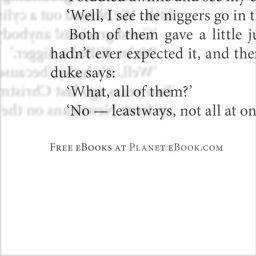 'Well, I see the niggers go in t
Both of them gave a little ju
hadn't ever expected it, and then
duke says:
'What, all of them?'
'No — leastways, not all at on
Free eBooks at Planet eBook.com